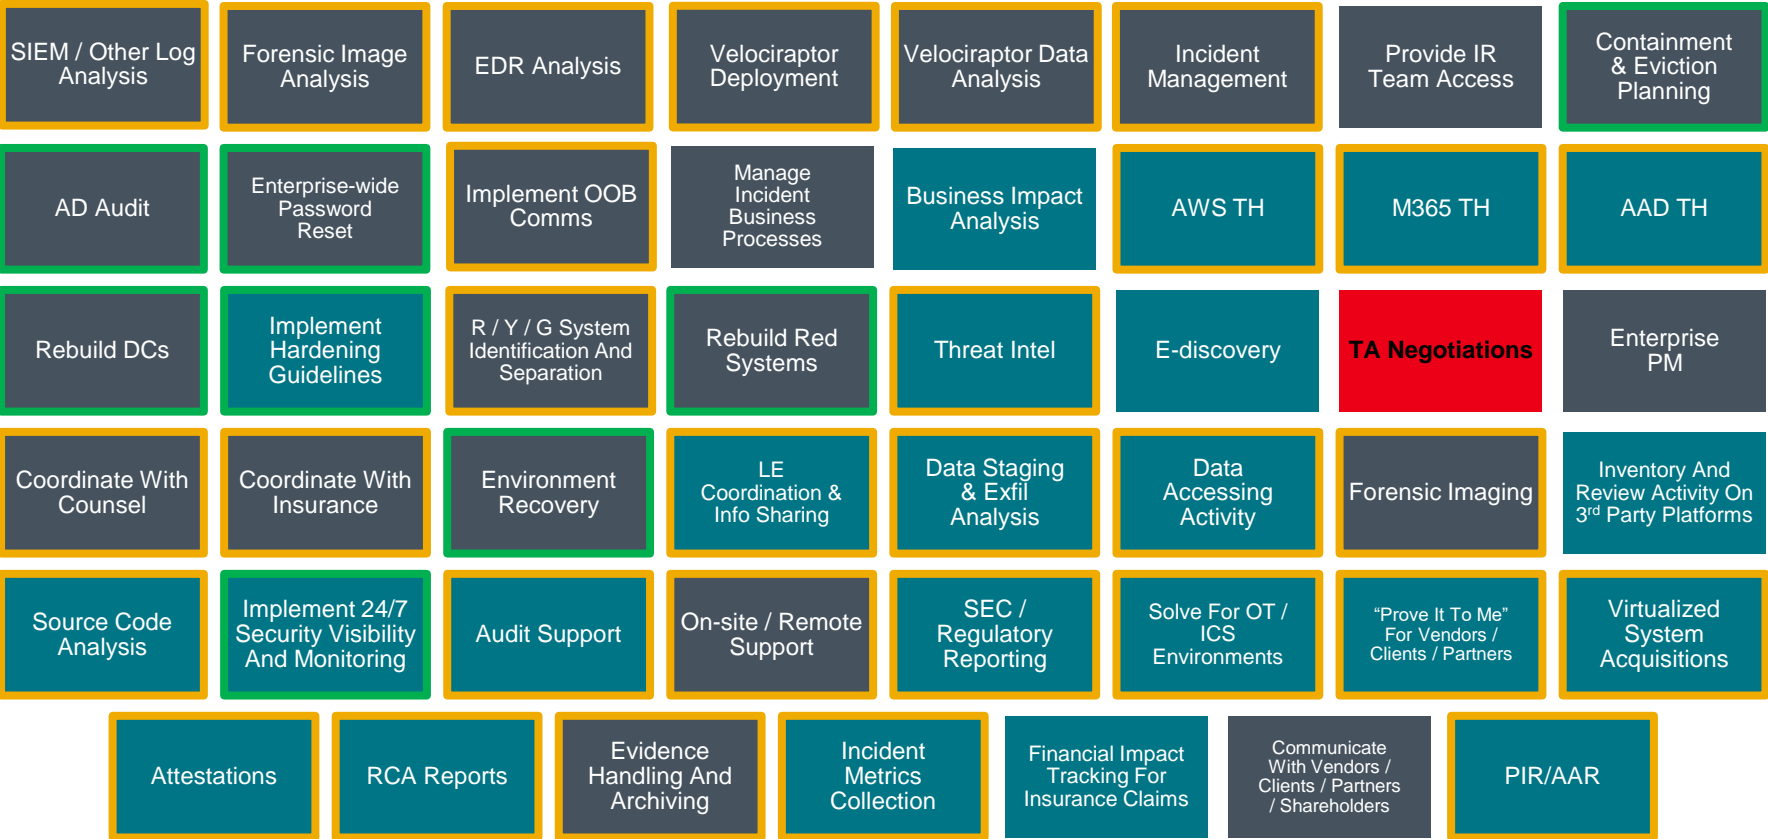 SIEM / Other Log
Analysis
Forensic Image
Analysis
EDR Analysis
Velociraptor
Deployment
Velociraptor Data
Analysis
Incident
Management
Provide IR
Team Access
Containment
& Eviction
Planning
AD Audit
Enterprise-wide
Password
Reset
Implement OOB
Comms
Manage
Incident
Business
Processes
Business Impact
Analysis
AWS TH
M365 TH
AAD TH
Rebuild DCs
Implement
Hardening
Guidelines
R / Y / G System
Identification And
Separation
Rebuild Red
Systems
Threat Intel
E-discovery
TA Negotiations
Enterprise
PM
Coordinate With
Counsel
Coordinate With
Insurance
Environment
Recovery
LE
Coordination &
Info Sharing
Data Staging
& Exfil
Analysis
Data
Accessing
Activity
Forensic Imaging
Inventory And
Review Activity On
3rd Party Platforms
Source Code
Analysis
Implement 24/7
Security Visibility
And Monitoring
Audit Support
On-site / Remote
Support
SEC /
Regulatory
Reporting
Solve For OT /
ICS
Environments
“Prove It To Me”
For Vendors /
Clients / Partners
Virtualized
System
Acquisitions
Attestations
RCA Reports
Evidence
Handling And
Archiving
Incident
Metrics
Collection
Financial Impact
Tracking For
Insurance Claims
Communicate
With Vendors /
Clients / Partners
/ Shareholders
PIR/AAR